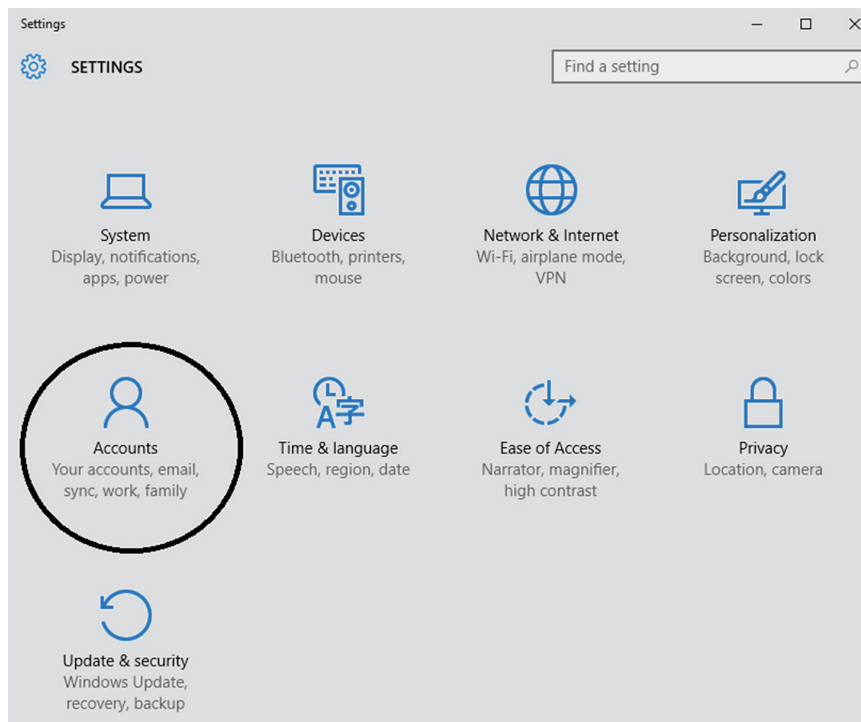 Settings
SETTINGS
Find a setting
System
Display, notifications,
apps, power
Devices
Bluetooth, printers,
mouse
Network & Internet
Wi-Fi, airplane mode,
VPN
Personalization
Background, lock
screen, colors
Accounts
Your accounts, email,
sync, work, family
Time & language
Speech, region, date
Ease of Access
Narrator, magnifier,
high contrast
Privacy
Location, camera
Update & security
Windows Update,
recovery, backup